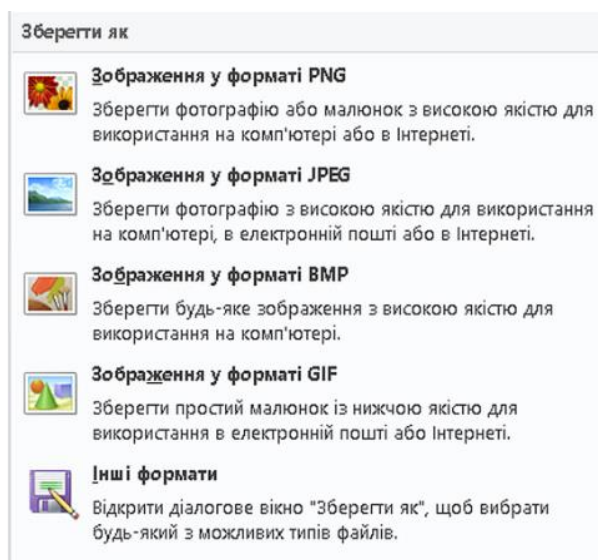 Зберегти як
Зображення у форматі PNG
Зберегти фотографію або малюнок з високою якістю для
використання на комп'ютері або в Інтернеті.
Зображення у форматі JPEG
Зберегти фотографію з високою якістю для використання
на комп'ютері, в електронній пошті або в Інтернеті.
Зображення у форматі BMP
Зберегти будь-яке зображення з високою якістю для
використання на комп'ютері.
Зображення у форматі GIF
Зберегти простий малюнок із нижчою якістю для
використання в електронній пошті або Інтернеті.
Інші формати
Відкрити діалогове вікно "Зберегти як", щоб вибрати
будь-який з можливих типів файлів.